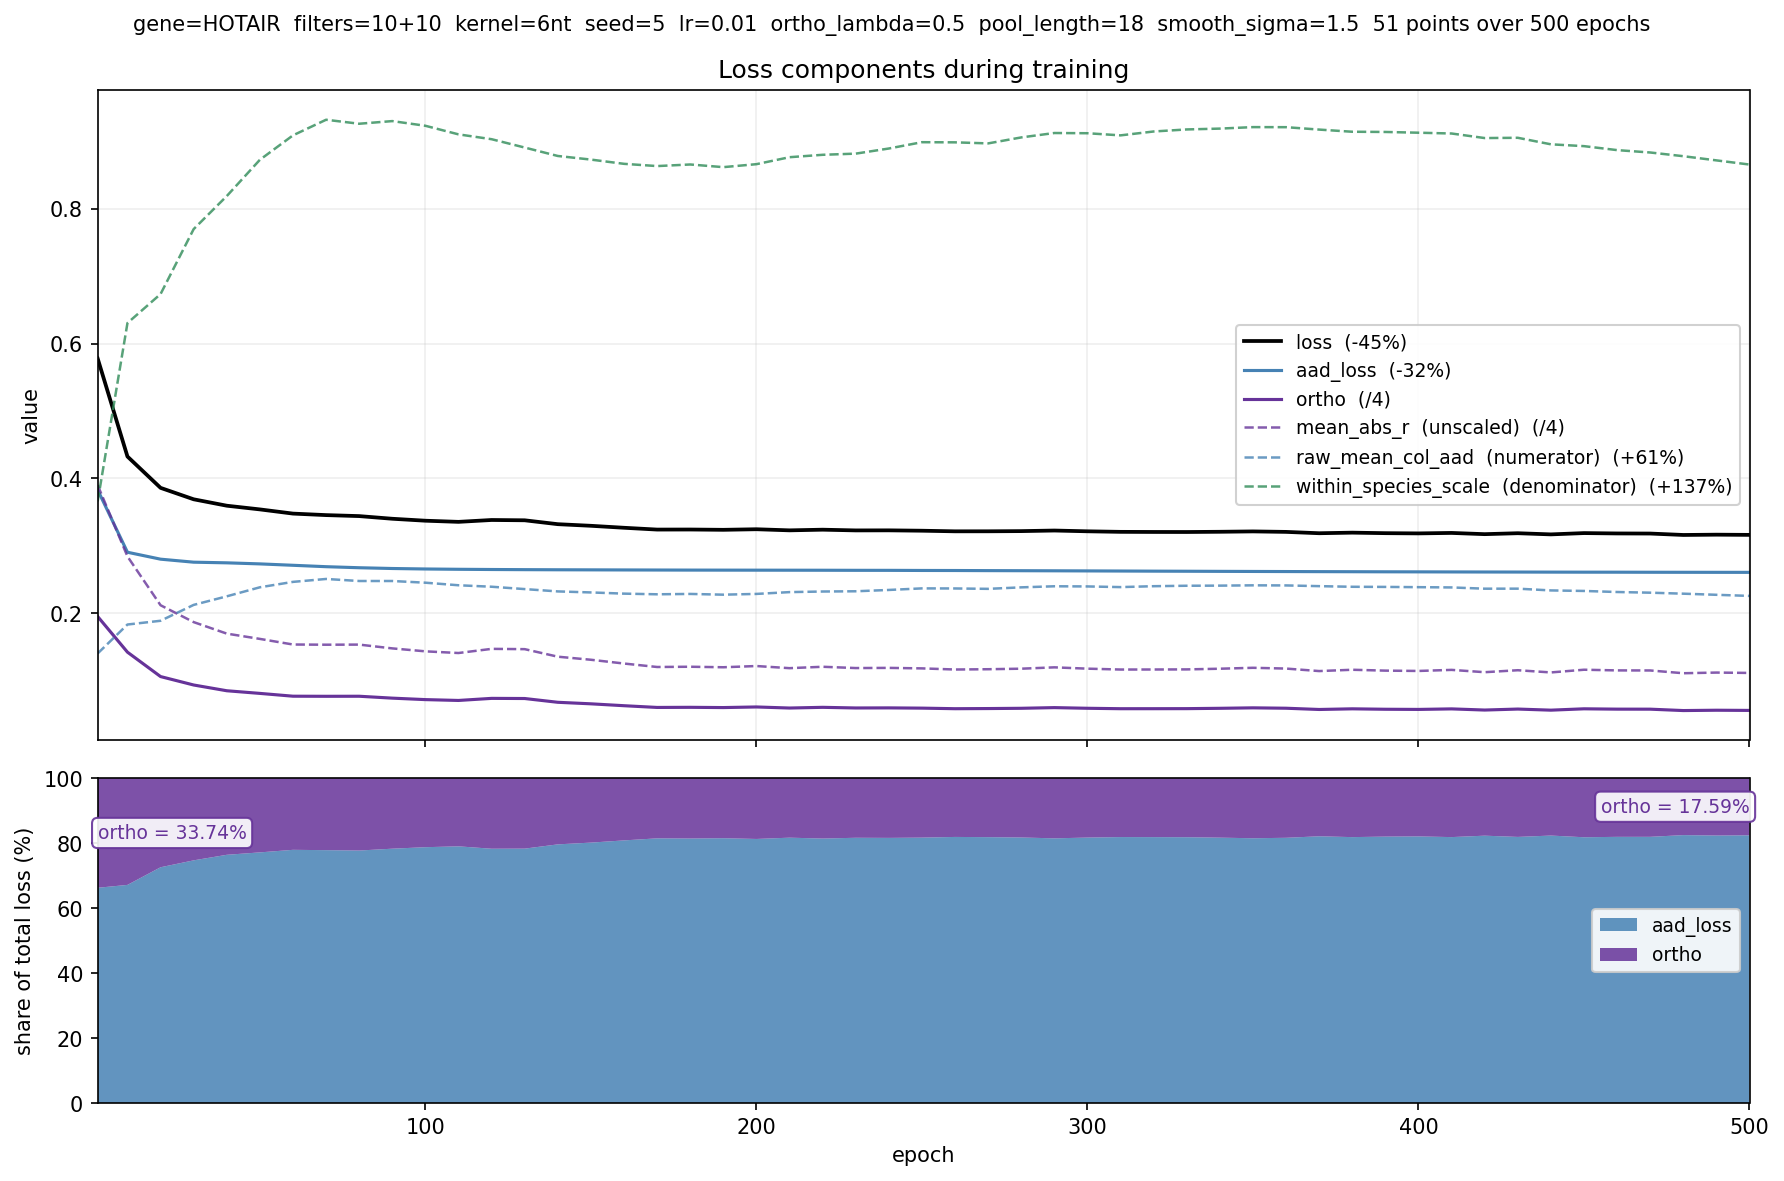 gene=HOTAIR  filters=10+10  kernel=6nt  seed=5  lr=0.01  ortho_lambda=0.5  pool_length=18  smooth_sigma=1.5  51 points over 500 epochs
Loss components during training
value
0.8
0.6
0.4
0.2
loss  (-45%)
aad_loss  (-32%)
ortho  (/4)
mean_abs_r  (unscaled)  (/4)
raw_mean_col_aad  (numerator)  (+61%)
within_species_scale  (denominator)  (+137%)
share of total loss (%)
100
80
60
40
20
0
ortho = 33.74%
ortho = 17.59%
aad_loss
ortho
100
200
300
400
500
epoch